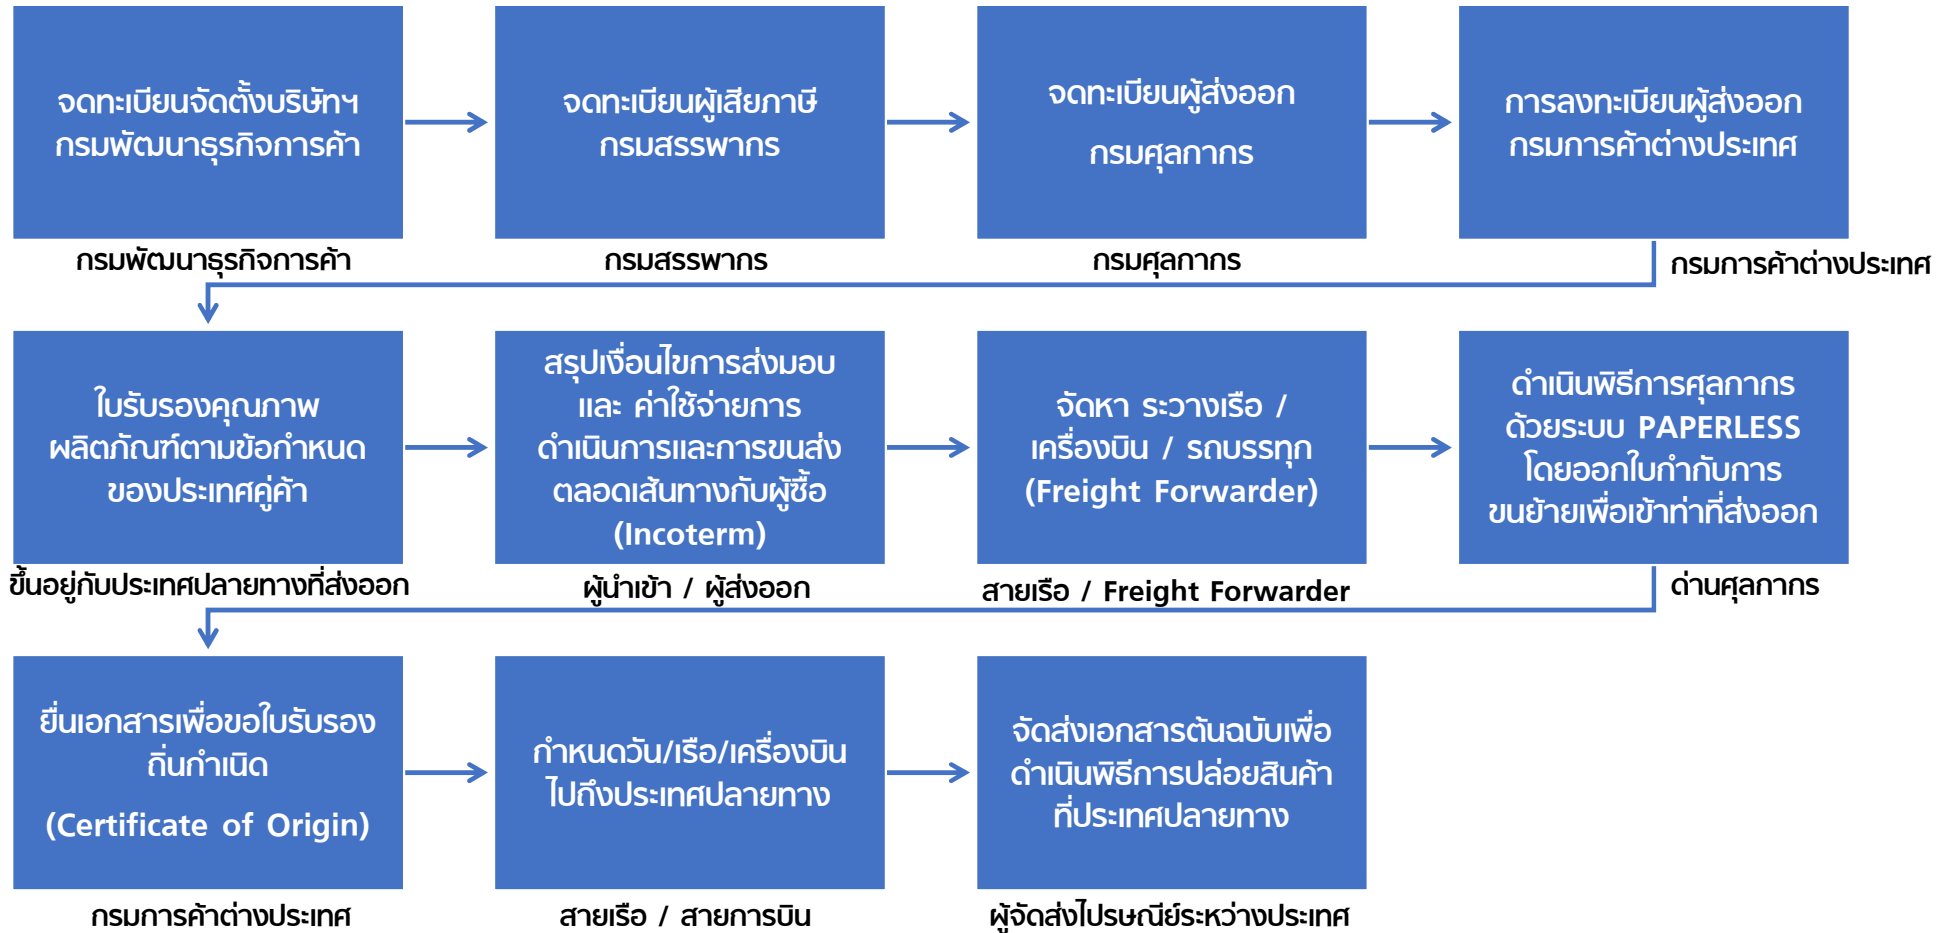 จดทะเบียนจัดตั้งบริษัทฯ
กรมพัฒนาธุรกิจการค้า
กรมพัฒนาธุรกิจการค้า
จดทะเบียนผู้เสียภาษี
กรมสรรพากร
กรมสรรพากร
จดทะเบียนผู้ส่งออก
กรมศุลกากร
กรมศุลกากร
การลงทะเบียนผู้ส่งออก
กรมการค้าต่างประเทศ
กรมการค้าต่างประเทศ
ใบรับรองคุณภาพ
ผลิตภัณฑ์ตามข้อกำหนด
ของประเทศคู่ค้า
ขึ้นอยู่กับประเทศปลายทางที่ส่งออก
สรุปเงื่อนไขการส่งมอบ
และ ค่าใช้จ่ายการ
ดำเนินการและการขนส่ง
ตลอดเส้นทางกับผู้ซื้อ
(Incoterm)
ผู้นำเข้า / ผู้ส่งออก
จัดหา ระวางเรือ /
เครื่องบิน / รถบรรทุก
(Freight Forwarder)
สายเรือ / Freight Forwarder
ดำเนินพิธีการศุลกากร
ด้วยระบบ PAPERLESS
โดยออกใบกำกับการ
ขนย้ายเพื่อเข้าท่าที่ส่งออก
ด่านศุลกากร
ยื่นเอกสารเพื่อขอใบรับรอง
ถิ่นกำเนิด
(Certificate of Origin)
กรมการค้าต่างประเทศ
กำหนดวัน/เรือ/เครื่องบิน
ไปถึงประเทศปลายทาง
สายเรือ / สายการบิน
จัดส่งเอกสารต้นฉบับเพื่อ
ดำเนินพิธีการปล่อยสินค้า
ที่ประเทศปลายทาง
ผู้จัดส่งไปรษณีย์ระหว่างประเทศ